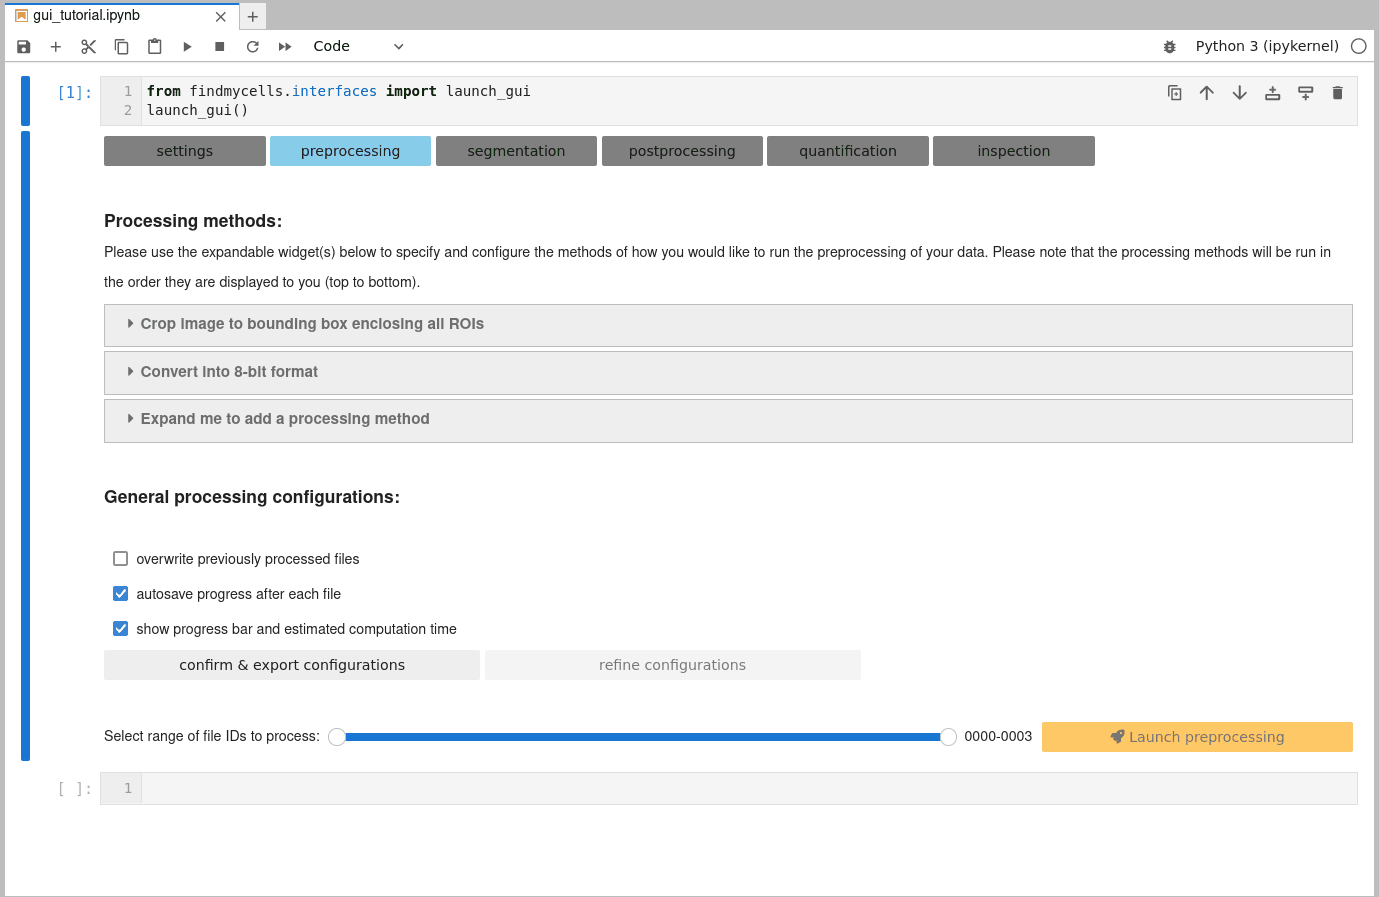 gui_tutorial.ipynb
Code
Python 3 (ipykernel)
[1]:
1 from findmycells.interfaces import launch_gui
2 launch_gui()
settings preprocessing segmentation postprocessing quantification inspection
Processing methods:
Please use the expandable widget(s) below to specify and configure the methods of how you would like to run the preprocessing of your data. Please note that the processing methods will be run in
the order they are displayed to you (top to bottom).
Crop image to bounding box enclosing all ROIs
Convert into 8-bit format
Expand me to add a processing method
General processing configurations:
overwrite previously processed files
autosave progress after each file
show progress bar and estimated computation time
confirm & export configurations refine configurations
Select range of file IDs to process: 0000-0003 Launch preprocessing
[ ]: 1